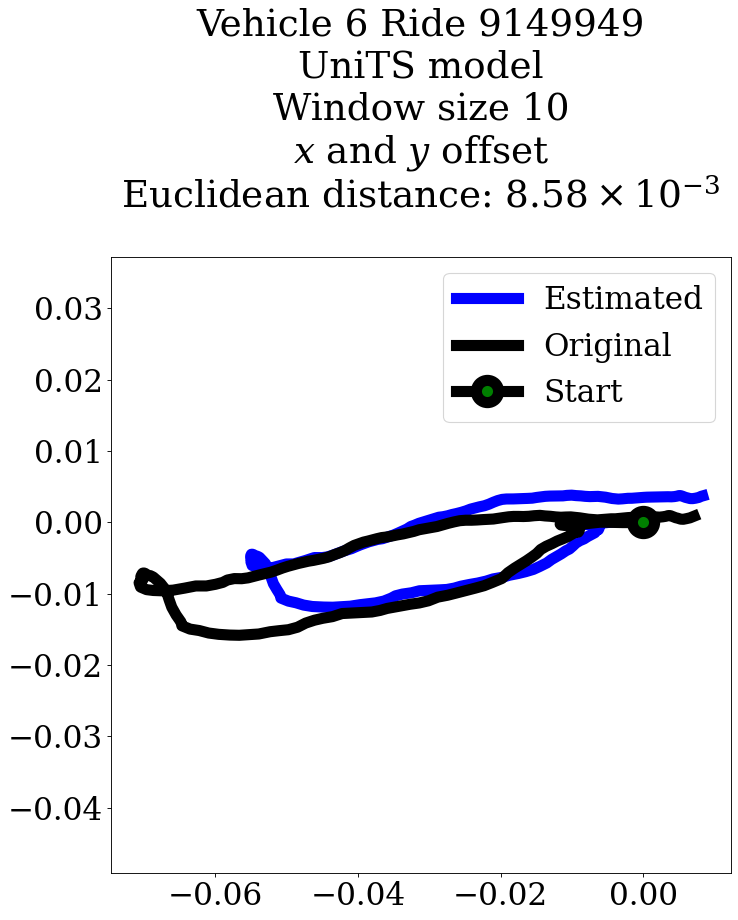 Vehicle 6 Ride 9149949
UniTS model
Window size 10
x and y offset
Euclidean distance: 8.58 × 10⁻³
Estimated
Original
Start
0.03
0.02
0.01
0.00
−0.01
−0.02
−0.03
−0.04
−0.06 −0.04 −0.02 0.00